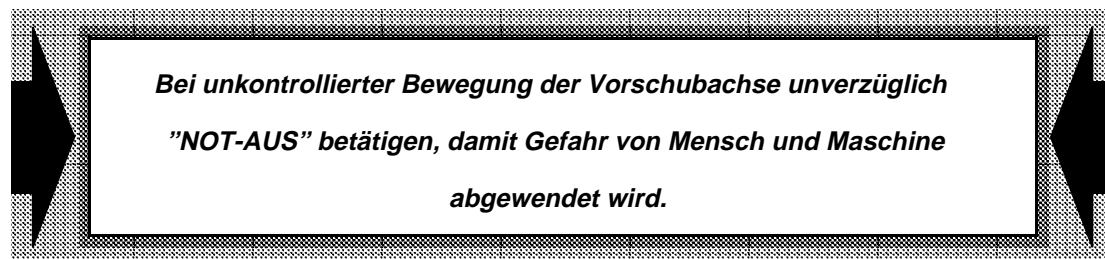 Bei unkontrollierter Bewegung der Vorschubachse unverzüglich
”NOT-AUS” betätigen, damit Gefahr von Mensch und Maschine
abgewendet wird.